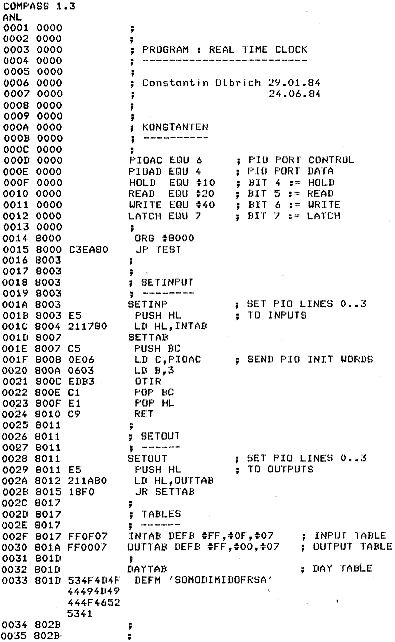 COMPASS 1.3
ANL
0001 0000 ;
0002 0000 ;
0003 0000 ; PROGRAM : REAL TIME CLOCK
0004 0000 ; -------------------------
0005 0000 ;
0006 0000 ; Constantin Olbrich 29.01.84
0007 0000 ; 24.06.84
0008 0000 ;
0009 0000 ;
000A 0000 ; KONSTANTEN
000B 0000 ; ----------
000C 0000 ;
000D 0000 PIOAC EQU 6 ; PIO PORT CONTROL
000E 0000 PIOAD EQU 4 ; PIO PORT DATA
000F 0000 HOLD EQU $10 ; BIT 4 := HOLD
0010 0000 READ EQU $20 ; BIT 5 := READ
0011 0000 WRITE EQU $40 ; BIT 6 := WRITE
0012 0000 LATCH EQU 7 ; BIT 7 := LATCH
0013 0000 ;
0014 8000 ORG $8000
0015 8000 C3EA80 JP TEST
0016 8003 ;
0017 8003 ;
0018 8003 ; SETINPUT
0019 8003 ; --------
001A 8003 SETINP ; SET PIO LINES 0..3
001B 8003 E5 PUSH HL ; TO INPUTS
001C 8004 211780 LD HL,INTAB
001D 8007 SETTAB
001E 8007 C5 PUSH BC
001F 8008 0E06 LD C,PIOAC ; SEND PIO INIT WORDS
0020 800A 0603 LD B,3
0021 800C EDB3 OTIR
0022 800E C1 POP BC
0023 800F E1 POP HL
0024 8010 C9 RET
0025 8011 ;
0026 8011 ; SETOUT
0027 8011 ; ------
0028 8011 SETOUT ; SET PIO LINES 0..3
0029 8011 E5 PUSH HL ; TO OUTPUTS
002A 8012 211A80 LD HL,OUTTAB
002B 8015 18F0 JR SETTAB
002C 8017 ;
002D 8017 ; TABLES
002E 8017 ; ------
002F 8017 FF0F07 INTAB DEFB $FF,$0F,$07 ; INPUT TABLE
0030 801A FF0007 OUTTAB DEFB $FF,$00,$07 ; OUTPUT TABLE
0031 801D ;
0032 801D DAYTAB ; DAY TABLE
0033 801D 534F4D4F DEFM 'SOMODIMIDOFRSA'
44494D49
444F4652
5341
0034 802B ;
0035 802B ;